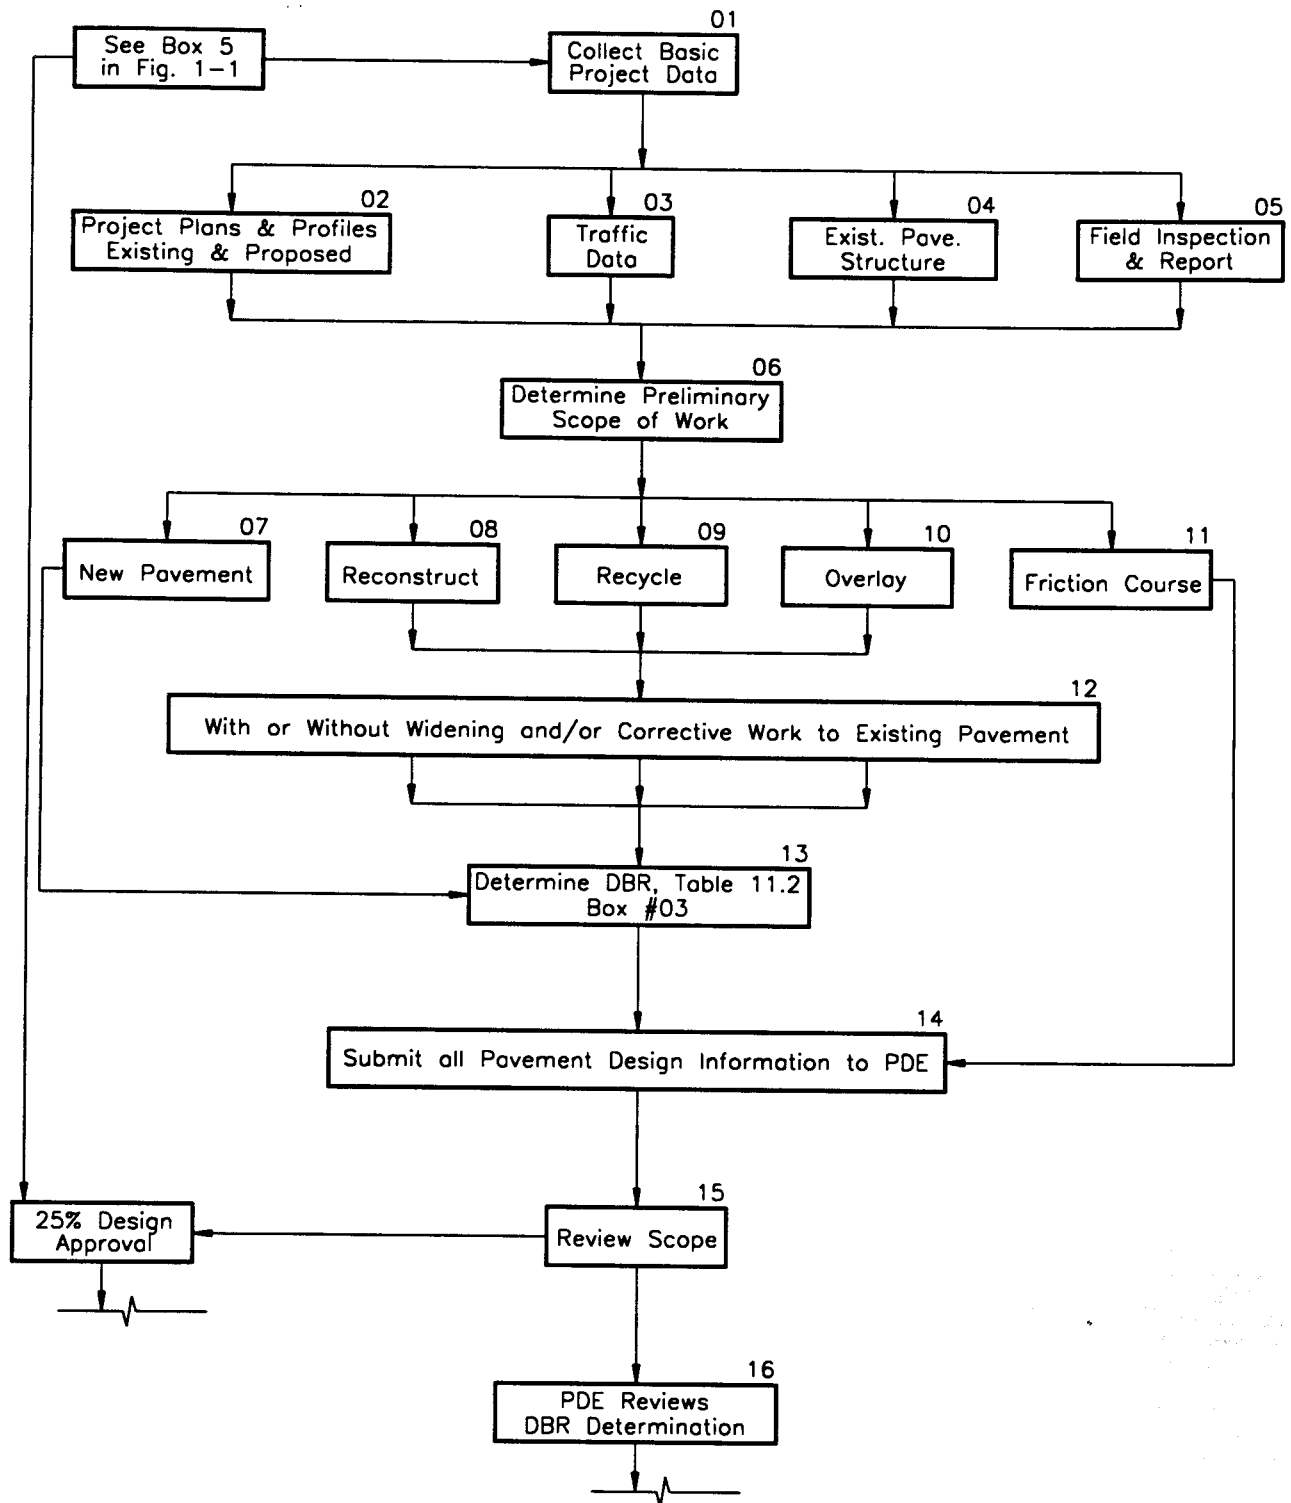 01
See Box 5
in Fig. 1-1
Collect Basic
Project Data
02
03
04
05
Project Plans & Profiles
Existing & Proposed
Traffic
Data
Exist. Pave.
Structure
Field Inspection
& Report
06
Determine Preliminary
Scope of Work
07
08
09
10
11
New Pavement
Reconstruct
Recycle
Overlay
Friction Course
12
With or Without Widening and/or Corrective Work to Existing Pavement
13
Determine DBR, Table 11.2
Box #03
14
Submit all Pavement Design Information to PDE
15
25% Design
Approval
Review Scope
16
PDE Reviews
DBR Determination